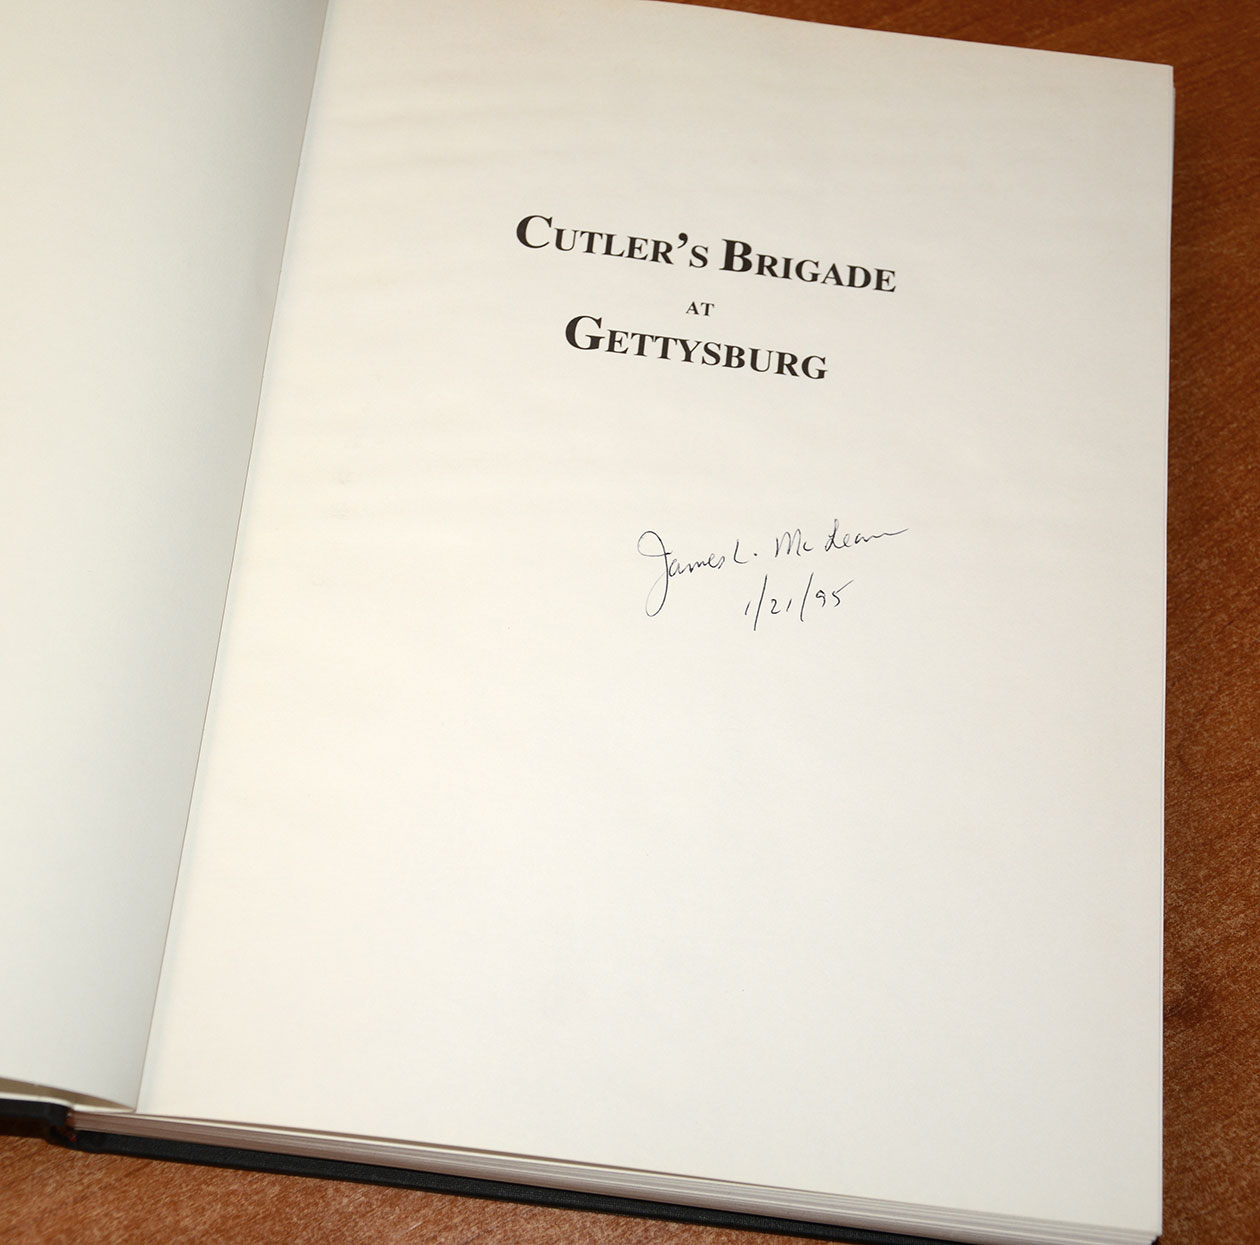 CUTLER'S BRIGADE
AT
GETTYSBURG
James L. McLean
1/21/95